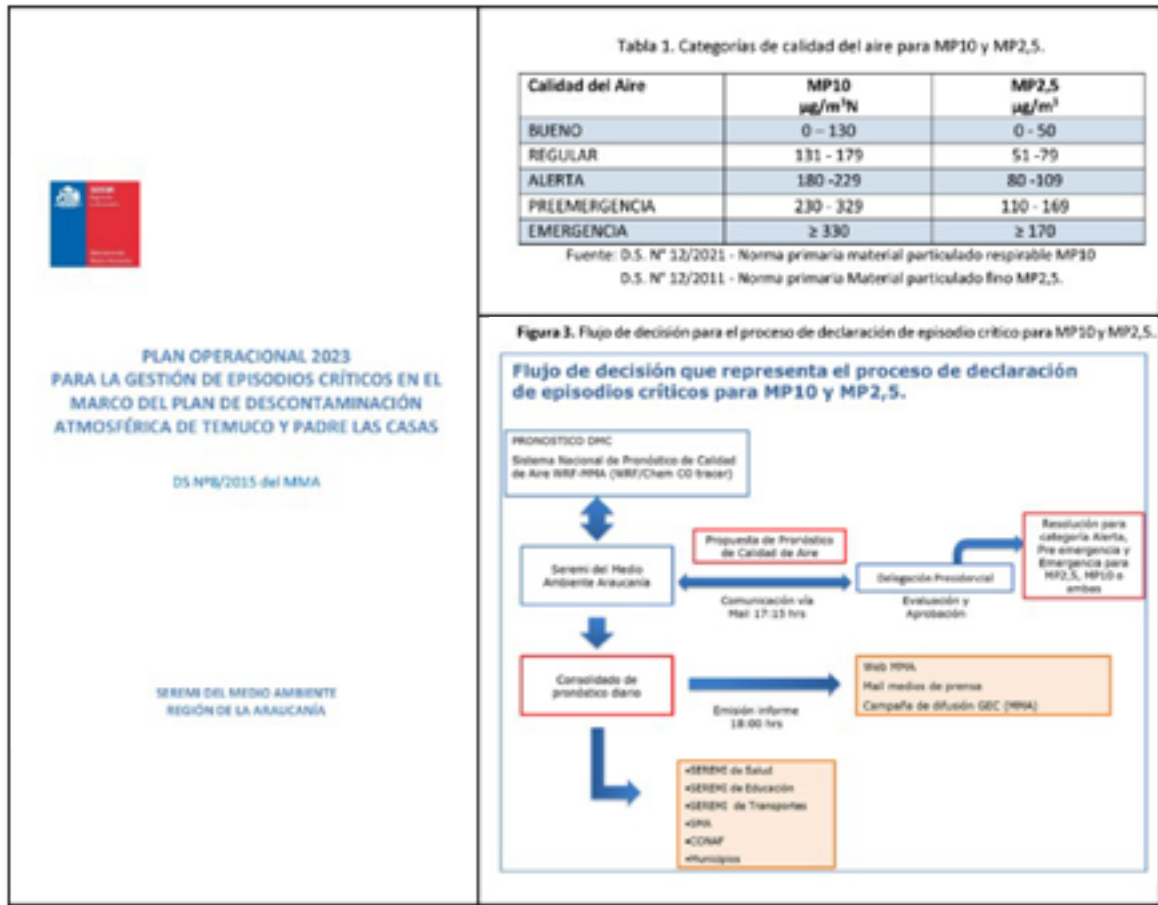 PLAN OPERACIONAL 2023
PARA LA GESTIÓN DE EPISODIOS CRÍTICOS EN EL
MARCO DEL PLAN DE DESCONTAMINACIÓN
ATMOSFÉRICA DE TEMUCO Y PADRE LAS CASAS
DS Nº8/2015 del MMA
SEREMI DEL MEDIO AMBIENTE
REGIÓN DE LA ARAUCANÍA
Tabla 1. Categorías de calidad del aire para MP10 y MP2,5.
Calidad del Aire MP10 MP2,5
µg/m³N µg/m³
BUENO 0 – 130 0 - 50
REGULAR 131 - 179 51 -79
ALERTA 180 -229 80 -109
PREEMERGENCIA 230 - 329 110 - 169
EMERGENCIA ≥ 330 ≥ 170
Fuente: D.S. N° 12/2021 - Norma primaria material particulado respirable MP10
D.S. N° 12/2011 - Norma primaria Material particulado fino MP2,5.
Figura 3. Flujo de decisión para el proceso de declaración de episodio crítico para MP10 y MP2,5.
Flujo de decisión que representa el proceso de declaración
de episodios críticos para MP10 y MP2,5.
PRONOSTICO DMC
Sistema Nacional de Pronóstico de Calidad
de Aire WRF-MMA (WRF/Chem CO tracer)
Seremi del Medio
Ambiente Araucanía
Propuesta de Pronóstico
de Calidad de Aire
Comunicación vía
Mail 17:15 hrs
Delegación Presidencial
Evaluación y
Aprobación
Resolución para
categoría Alerta,
Pre emergencia y
Emergencia para
MP2,5, MP10 o
ambas
Consolidado de
pronóstico diario
Emisión informe
18:00 hrs
Web MMA
Mail medios de prensa
Campaña de difusión GEC (MMA)
•SEREMI de Salud
•SEREMI de Educación
•SEREMI de Transportes
•SMA
•CONAF
•Municipios